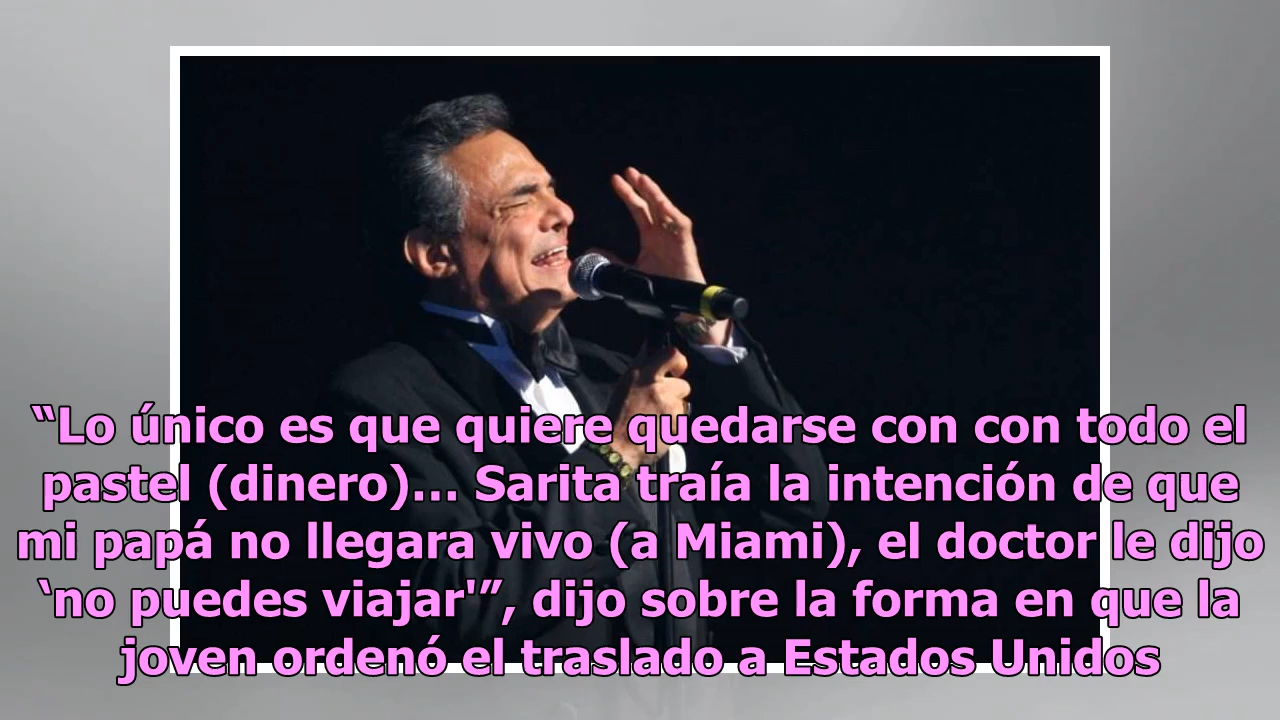 “Lo único es que quiere quedarse con con todo el
pastel (dinero)... Sarita traía la intención de que
mi papá no llegara vivo (a Miami), el doctor le dijo
‘no puedes viajar'”, dijo sobre la forma en que la
joven ordenó el traslado a Estados Unidos